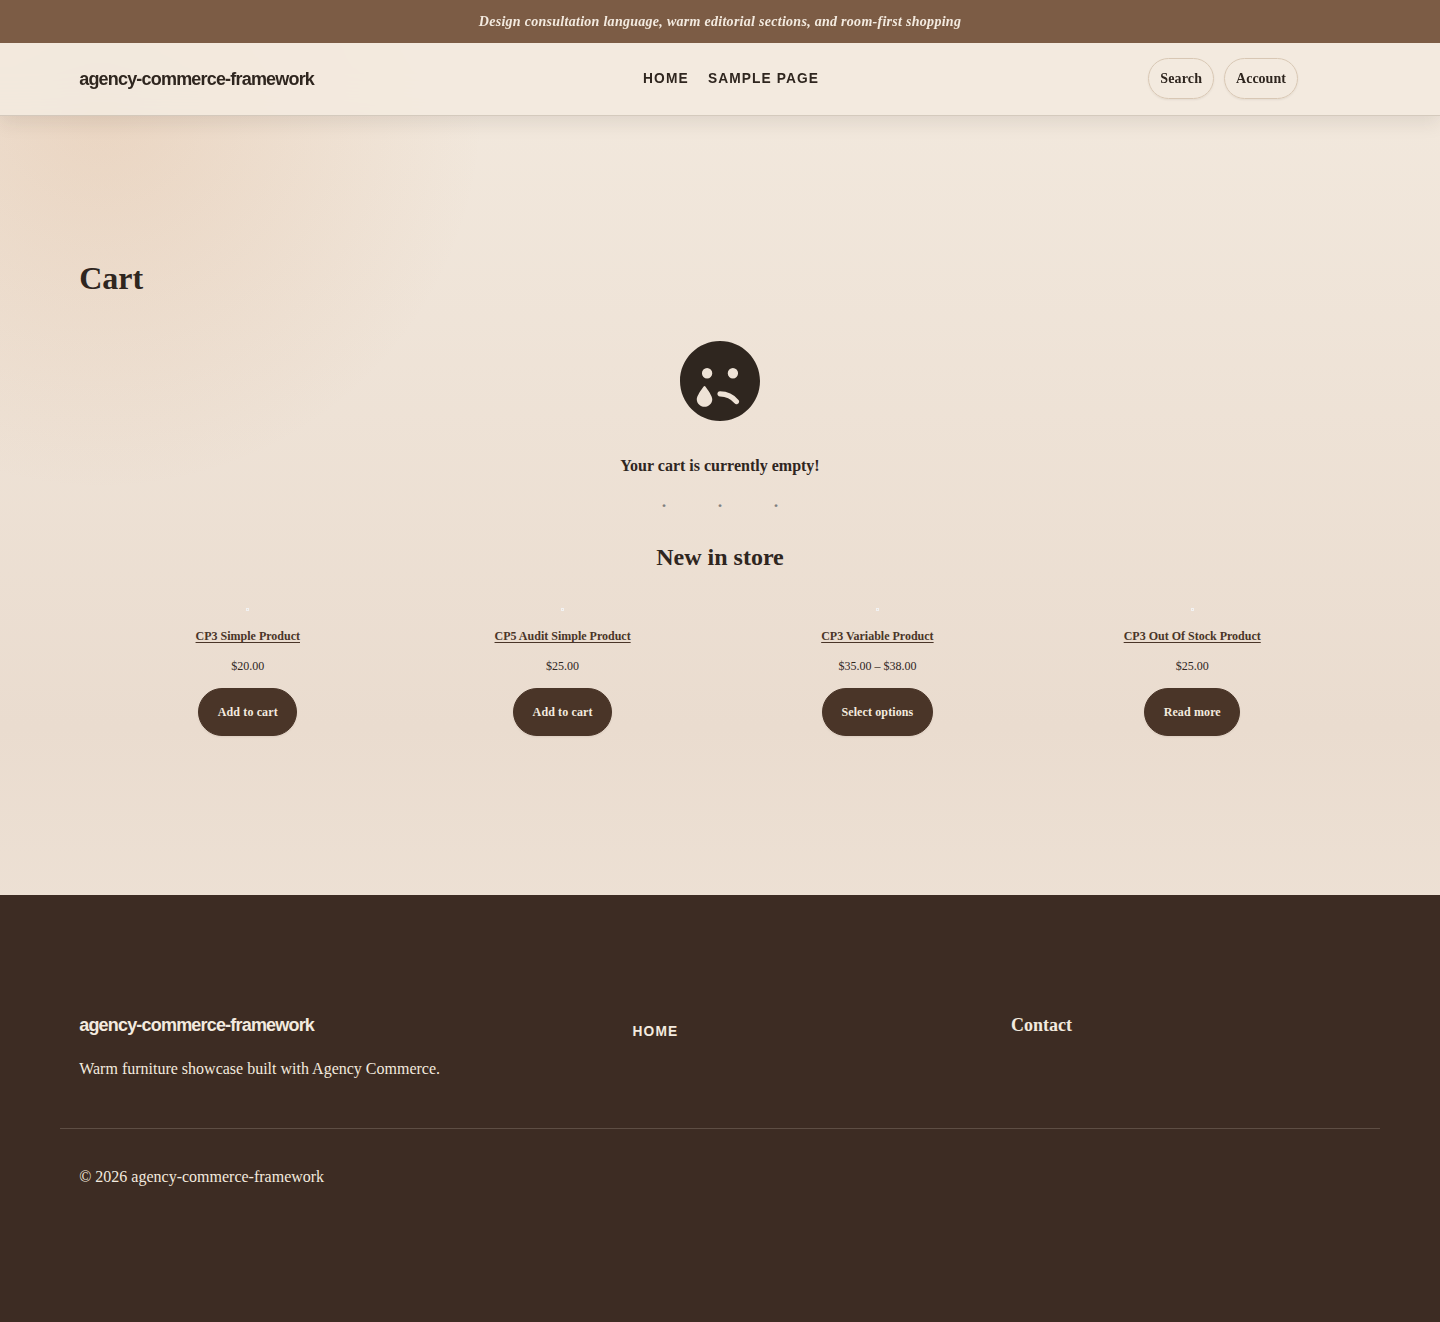 Design consultation language, warm editorial sections, and room-first shopping
agency-commerce-framework
HOME SAMPLE PAGE
Search Account
Cart
Your cart is currently empty!
New in store
CP3 Simple Product
$20.00
Add to cart
CP5 Audit Simple Product
$25.00
Add to cart
CP3 Variable Product
$35.00 – $38.00
Select options
CP3 Out Of Stock Product
$25.00
Read more
agency-commerce-framework
Warm furniture showcase built with Agency Commerce.
HOME
Contact
© 2026 agency-commerce-framework